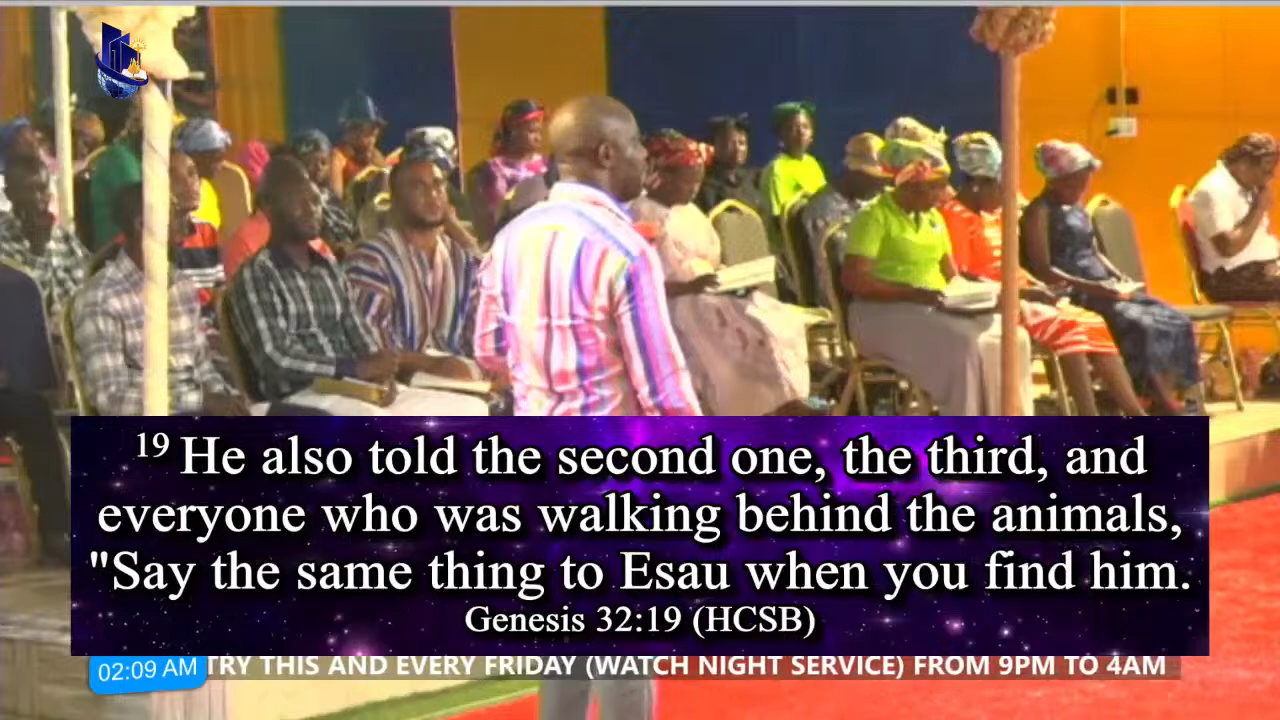 19 He also told the second one, the third, and
everyone who was walking behind the animals,
"Say the same thing to Esau when you find him.
Genesis 32:19 (HCSB)
02:09 AM TRY THIS AND EVERY FRIDAY (WATCH NIGHT SERVICE) FROM 9PM TO 4AM